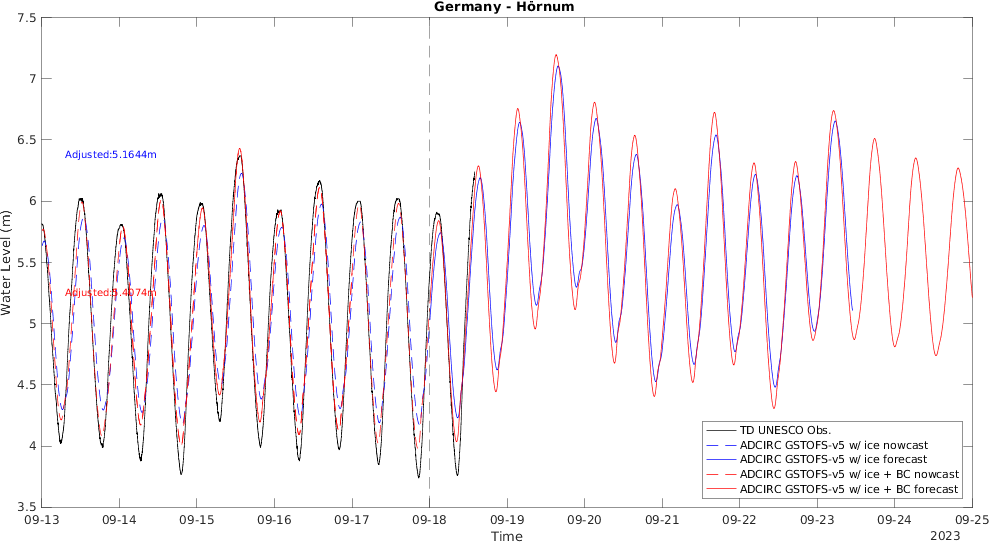 Germany - Hörnum
7.5
7
6.5
6
5.5
5
4.5
4
3.5
Water Level (m)
Adjusted:5.1644m
Adjusted:5.4074m
TD UNESCO Obs.
ADCIRC GSTOFS-v5 w/ ice nowcast
ADCIRC GSTOFS-v5 w/ ice forecast
ADCIRC GSTOFS-v5 w/ ice + BC nowcast
ADCIRC GSTOFS-v5 w/ ice + BC forecast
09-13 09-14 09-15 09-16 09-17 09-18 09-19 09-20 09-21 09-22 09-23 09-24 09-25
Time
2023